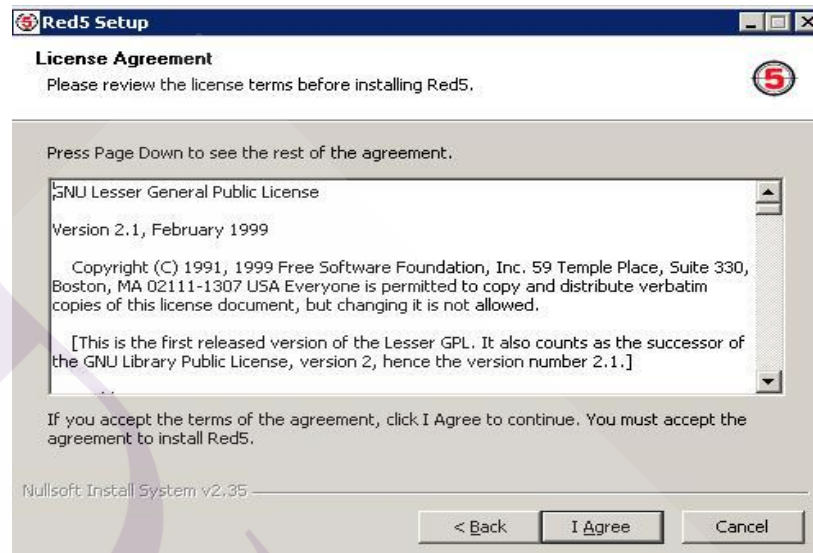 Red5 Setup
License Agreement
Please review the license terms before installing Red5.
5
Press Page Down to see the rest of the agreement.
GNU Lesser General Public License
Version 2.1, February 1999
Copyright (C) 1991, 1999 Free Software Foundation, Inc. 59 Temple Place, Suite 330,
Boston, MA 02111-1307 USA Everyone is permitted to copy and distribute verbatim
copies of this license document, but changing it is not allowed.
[This is the first released version of the Lesser GPL. It also counts as the successor of
the GNU Library Public License, version 2, hence the version number 2.1.]
If you accept the terms of the agreement, click I Agree to continue. You must accept the
agreement to install Red5.
Nullsoft Install System v2.35
< Back
I Agree
Cancel